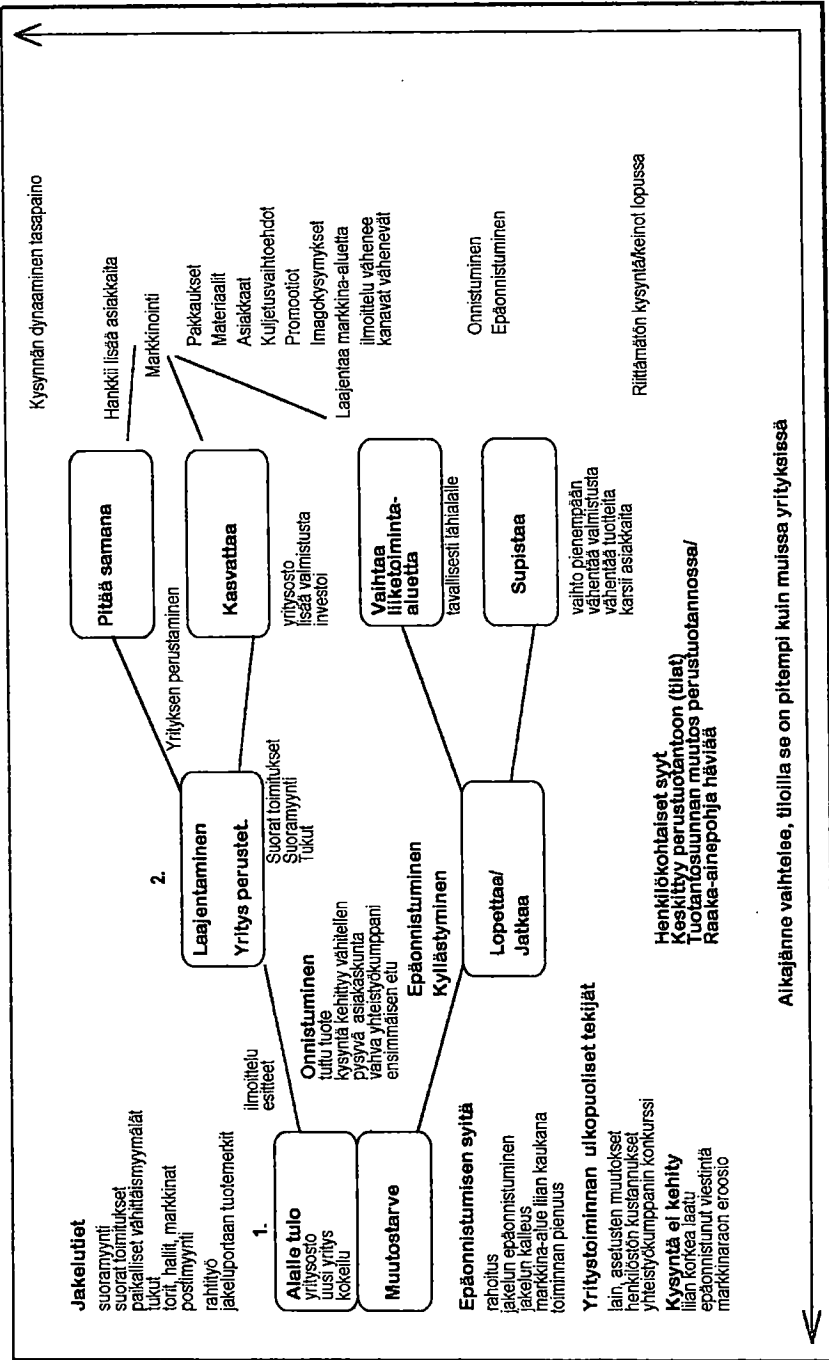 Jakelutiet
suoramyynti
suorat toimitukset
paikalliset vähittäismyymälät
tukut
torit, hallit, markkinat
postimyynti
rahtityö
jakeluportaan tuotemerkit
1.
Alalle tulo
yritysosto
uusi yritys
kokeilu
Muutostarve
ilmoittelu
esitteet
Onnistuminen
tuttu tuote
kysyntä kehittyy vähitellen
pysyvä asiakaskunta
vahva yhteistyökumppani
ensimmäisen etu
Epäonnistumisen syitä
rahoitus
jakelun epäonnistuminen
jakelun kalleus
markkina-alue liian kaukana
toiminnan pienuus
Yritystoiminnan ulkopuoliset tekijät
lain, asetusten muutokset
henkilöstön kustannukset
yhteistyökumppanin konkurssi
Kysyntä ei kehity
liian korkea laatu
epäonnistunut viestintä
markkinaraon eroosio
2.
Laajentaminen
Yritys perustet.
Suorat toimitukset
Suoramyynti
Tukut
Epäonnistuminen
Kyllästyminen
Lopettaa/
Jatkaa
Henkilökohtaiset syyt
Keskittyy perustuotantoon (tilat)
Tuotantosuunnan muutos perustuotannossa/
Raaka-ainepohja häviää
Yrityksen perustaminen
Pitää samana
Kasvattaa
yritysosto
lisää valmistusta
investoi
Vaihtaa
liiketoiminta-
aluetta
tavallisesti lähialalle
Supistaa
vaihto pienempään
vähentää valmistusta
vähentää tuotteita
karsii asiakkaita
Kysynnän dynaaminen tasapaino
Hankkii lisää asiakkaita
Markkinointi
Pakkaukset
Materiaalit
Asiakkaat
Kuljetusvaihtoehdot
Promootiot
Imagokysymykset
Laajentaa markkina-aluetta
ilmoittelu vähenee
kanavat vähenevät
Onnistuminen
Epäonnistuminen
Riittämätön kysyntä/keinot lopussa
Aikajänne vaihtelee, tiloilla se on pitempi kuin muissa yrityksissä